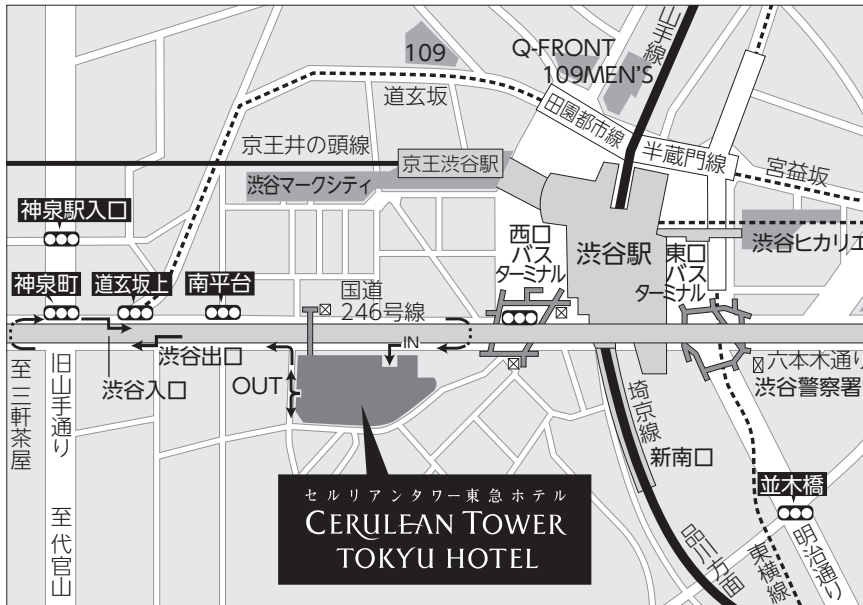 109
Q-FRONT
109MEN'S
山手線
道玄坂
田園都市線
半蔵門線
宮益坂
京王井の頭線
京王渋谷駅
渋谷マークシティ
神泉駅入口
西口
バス
ターミナル
渋谷駅
東口
バス
ターミナル
渋谷ヒカリエ
神泉町
道玄坂上
南平台
国道
246号線
IN
渋谷出口
渋谷入口
OUT
至三軒茶屋
旧山手通り
至代官山
六本木通り
渋谷警察署
埼京線
新南口
並木橋
セルリアンタワー東急ホテル
CERULEAN TOWER
TOKYU HOTEL
品川方面
東横線
明治通り